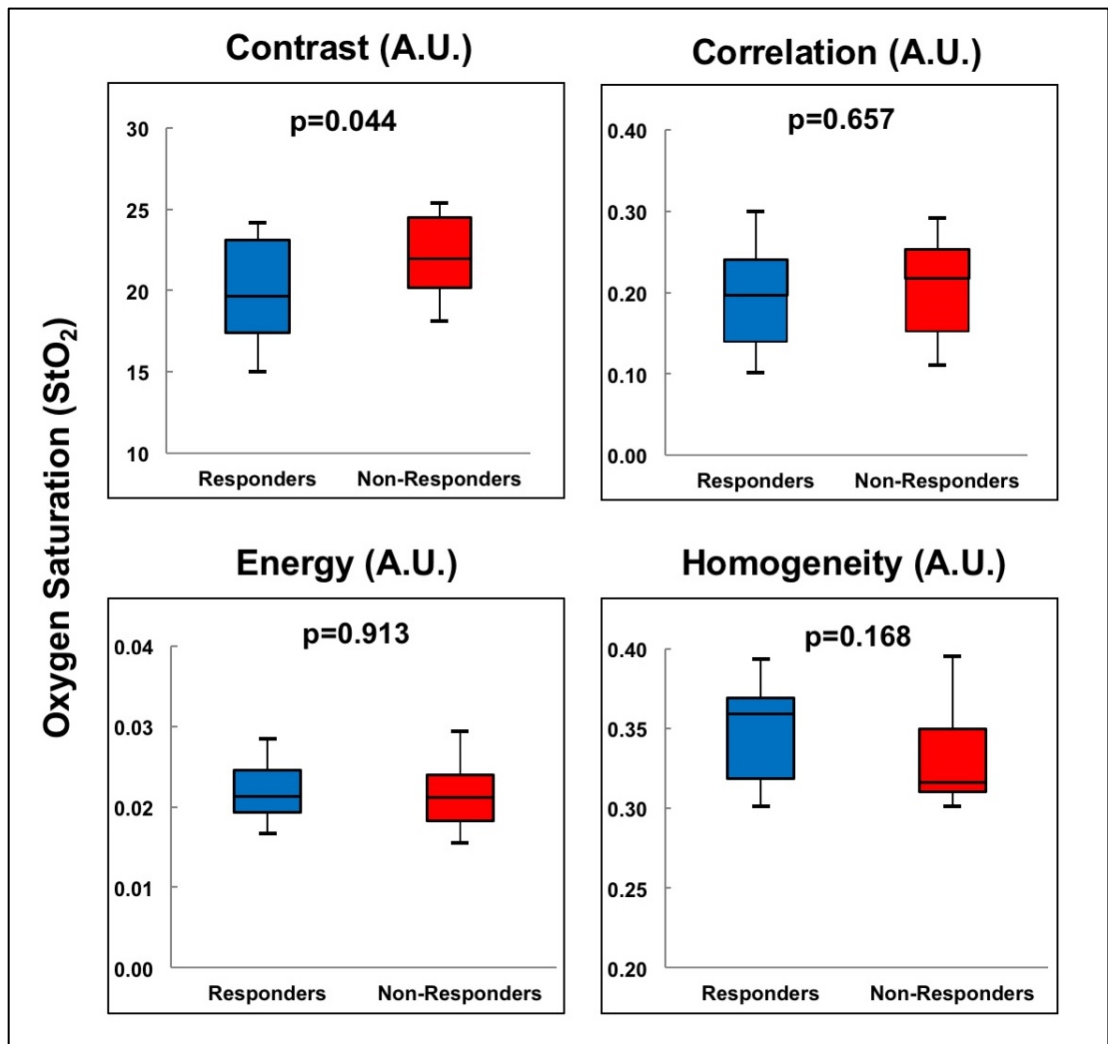 Oxygen Saturation (StO₂)
Contrast (A.U.)
p=0.044
30
25
20
15
10
Responders Non-Responders
Correlation (A.U.)
p=0.657
0.40
0.30
0.20
0.10
0.00
Responders Non-Responders
Energy (A.U.)
p=0.913
0.04
0.03
0.02
0.01
0.00
Responders Non-Responders
Homogeneity (A.U.)
p=0.168
0.40
0.35
0.30
0.25
0.20
Responders Non-Responders